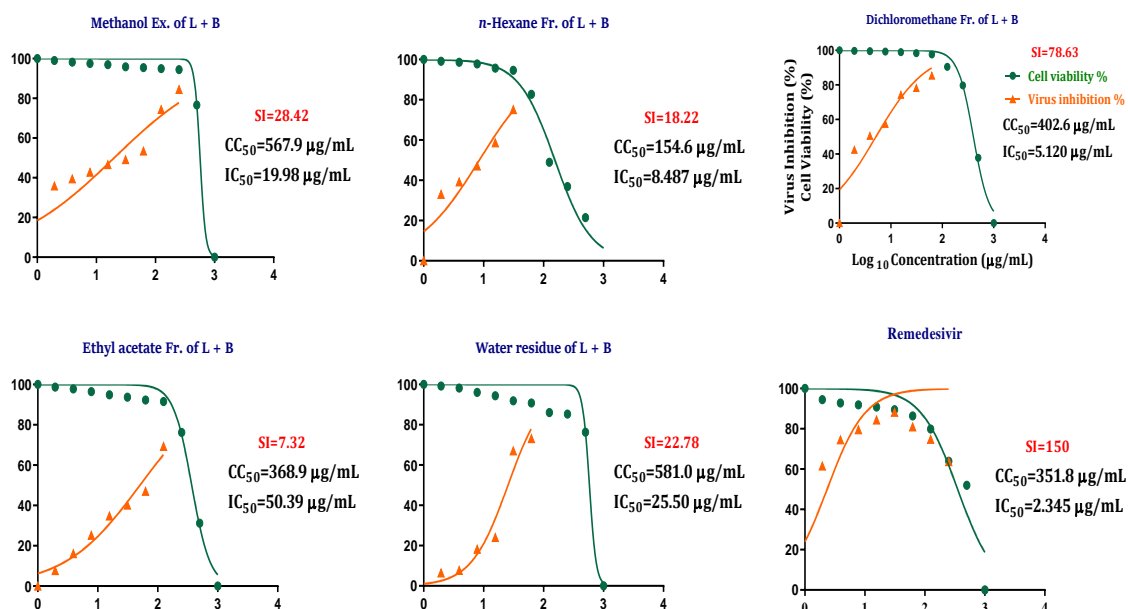 Methanol Ex. of L + B
100
80
60
40
20
0
0 1 2 3 4
SI=28.42
CC50=567.9 μg/mL
IC50=19.98 μg/mL
n-Hexane Fr. of L + B
100
80
60
40
20
0
0 1 2 3 4
SI=18.22
CC50=154.6 μg/mL
IC50=8.487 μg/mL
Dichloromethane Fr. of L + B
Virus Inhibition (%)
Cell Viability (%)
100
80
60
40
20
0
0 1 2 3 4
Log 10 Concentration (μg/mL)
SI=78.63
Cell viability %
Virus inhibition %
CC50=402.6 μg/mL
IC50=5.120 μg/mL
Ethyl acetate Fr. of L + B
100
80
60
40
20
0
0 1 2 3 4
SI=7.32
CC50=368.9 μg/mL
IC50=50.39 μg/mL
Water residue of L + B
100
80
60
40
20
0
0 1 2 3 4
SI=22.78
CC50=581.0 μg/mL
IC50=25.50 μg/mL
Remedesivir
100
80
60
40
20
0
0 1 2 3 4
SI=150
CC50=351.8 μg/mL
IC50=2.345 μg/mL